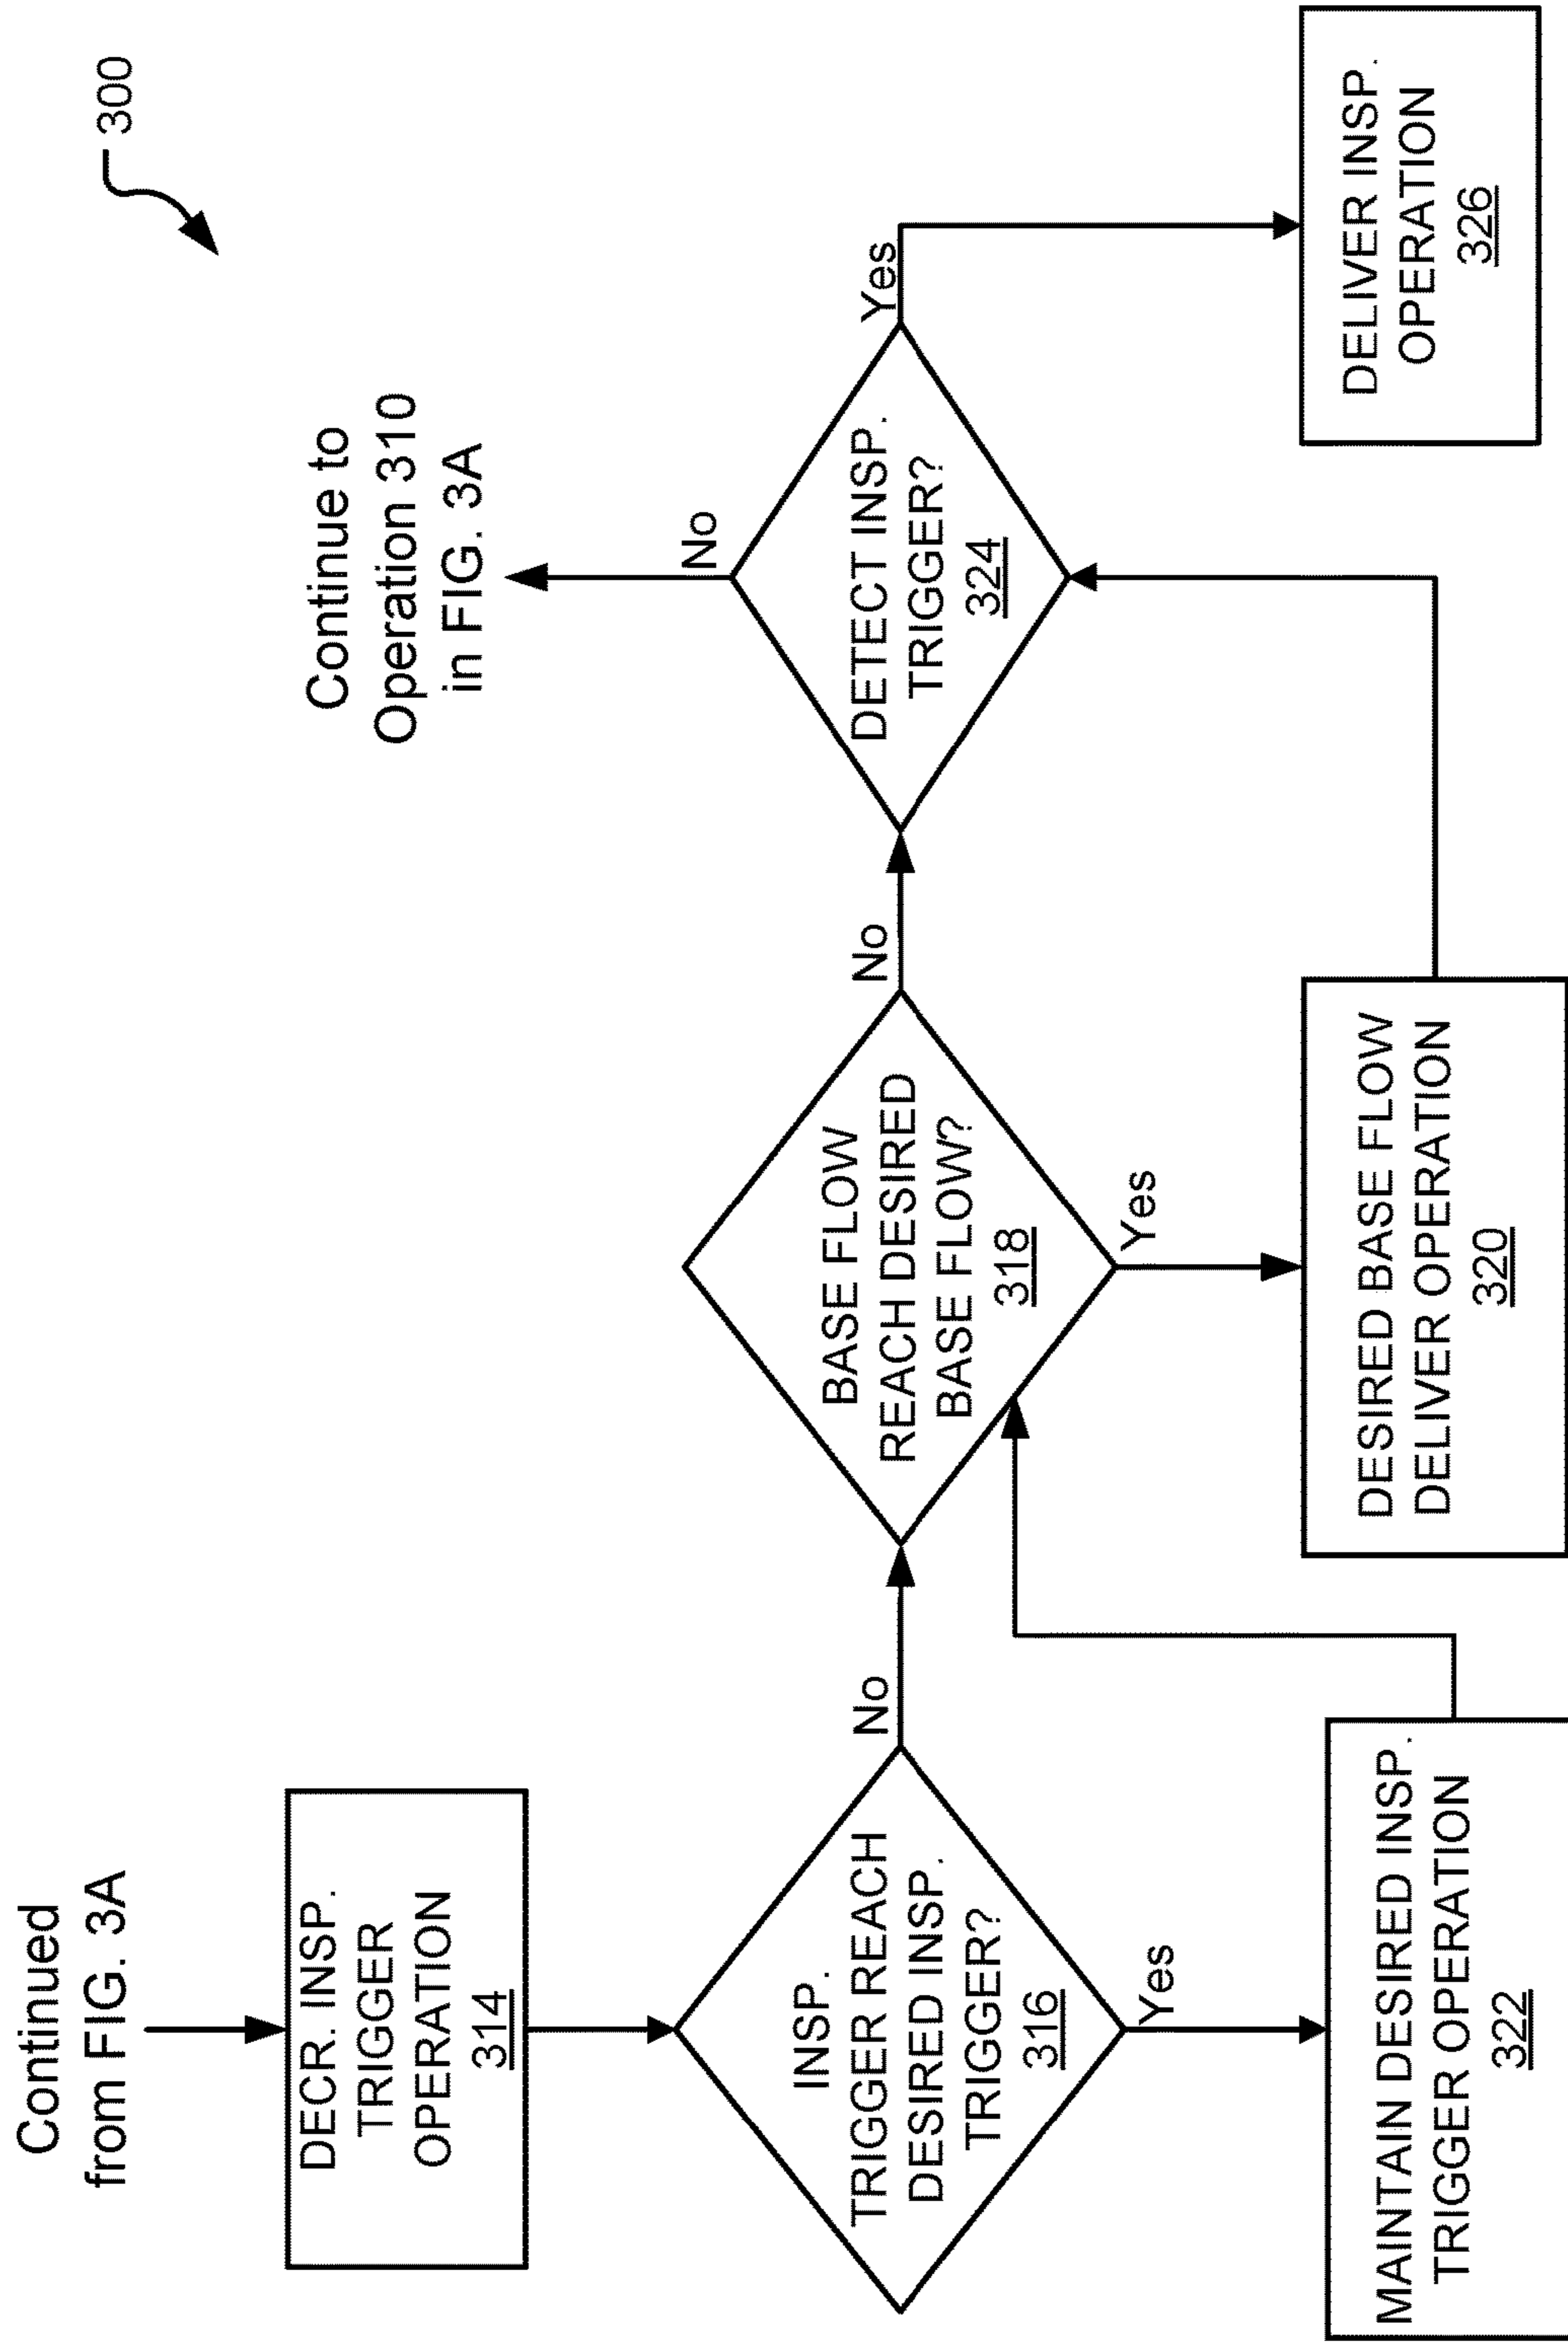 300
Continued
from FIG. 3A
DECR. INSP.
TRIGGER
OPERATION
314
INSP.
TRIGGER REACH
DESIRED INSP.
TRIGGER?
316
No
Yes
MAINTAIN DESIRED INSP.
TRIGGER OPERATION
322
BASE FLOW
REACH DESIRED
BASE FLOW?
318
No
Yes
DESIRED BASE FLOW
DELIVER OPERATION
320
Continue to
Operation 310
in FIG. 3A
No
DETECT INSP.
TRIGGER?
324
Yes
DELIVER INSP.
OPERATION
326